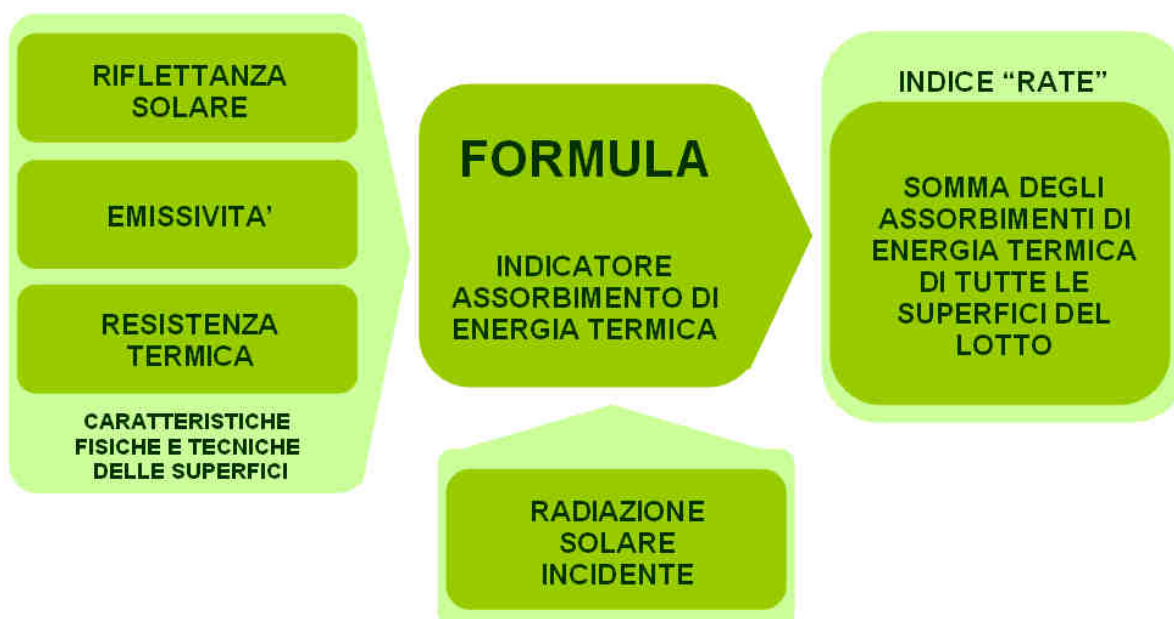 RIFLETTANZA
SOLARE
EMISSIVITA'
RESISTENZA
TERMICA
CARATTERISTICHE
FISICHE E TECNICHE
DELLE SUPERFICI
FORMULA
INDICATORE
ASSORBIMENTO DI
ENERGIA TERMICA
RADIAZIONE
SOLARE
INCIDENTE
INDICE “RATE”
SOMMA DEGLI
ASSORBIMENTI DI
ENERGIA TERMICA
DI TUTTE LE
SUPERFICI DEL
LOTTO